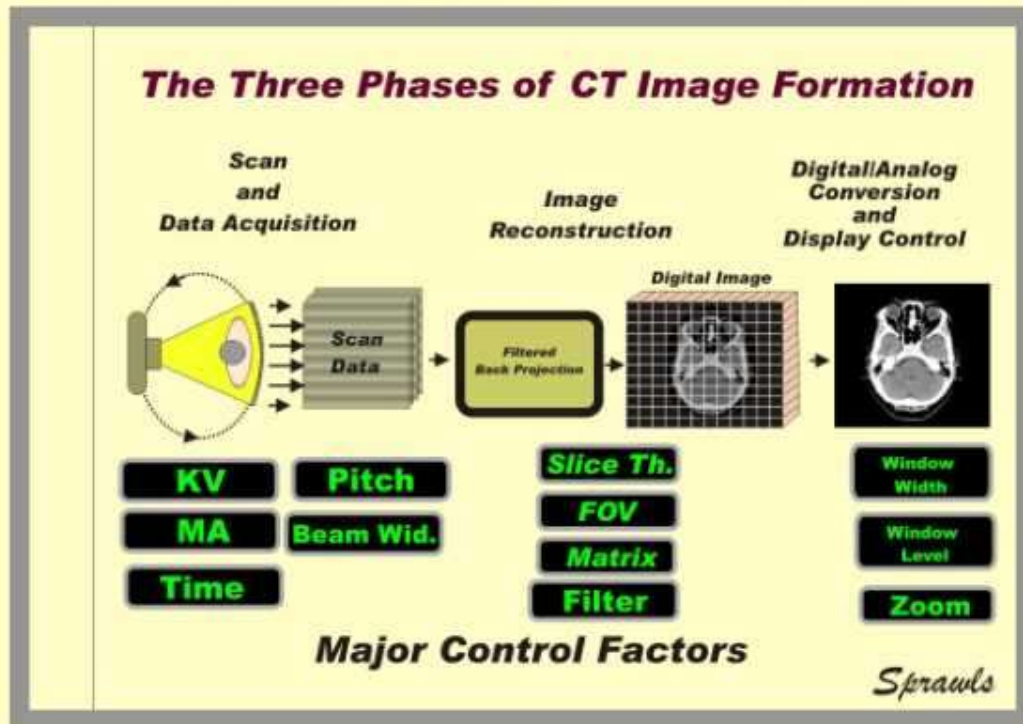 The Three Phases of CT Image Formation
Scan
and
Data Acquisition
Image
Reconstruction
Digital/Analog
Conversion
and
Display Control
Scan
Data
Filtered
Back Projection
Digital Image
KV
MA
Time
Pitch
Beam Wid.
Slice Th.
FOV
Matrix
Filter
Window
Width
Window
Level
Zoom
Major Control Factors
Sprawls